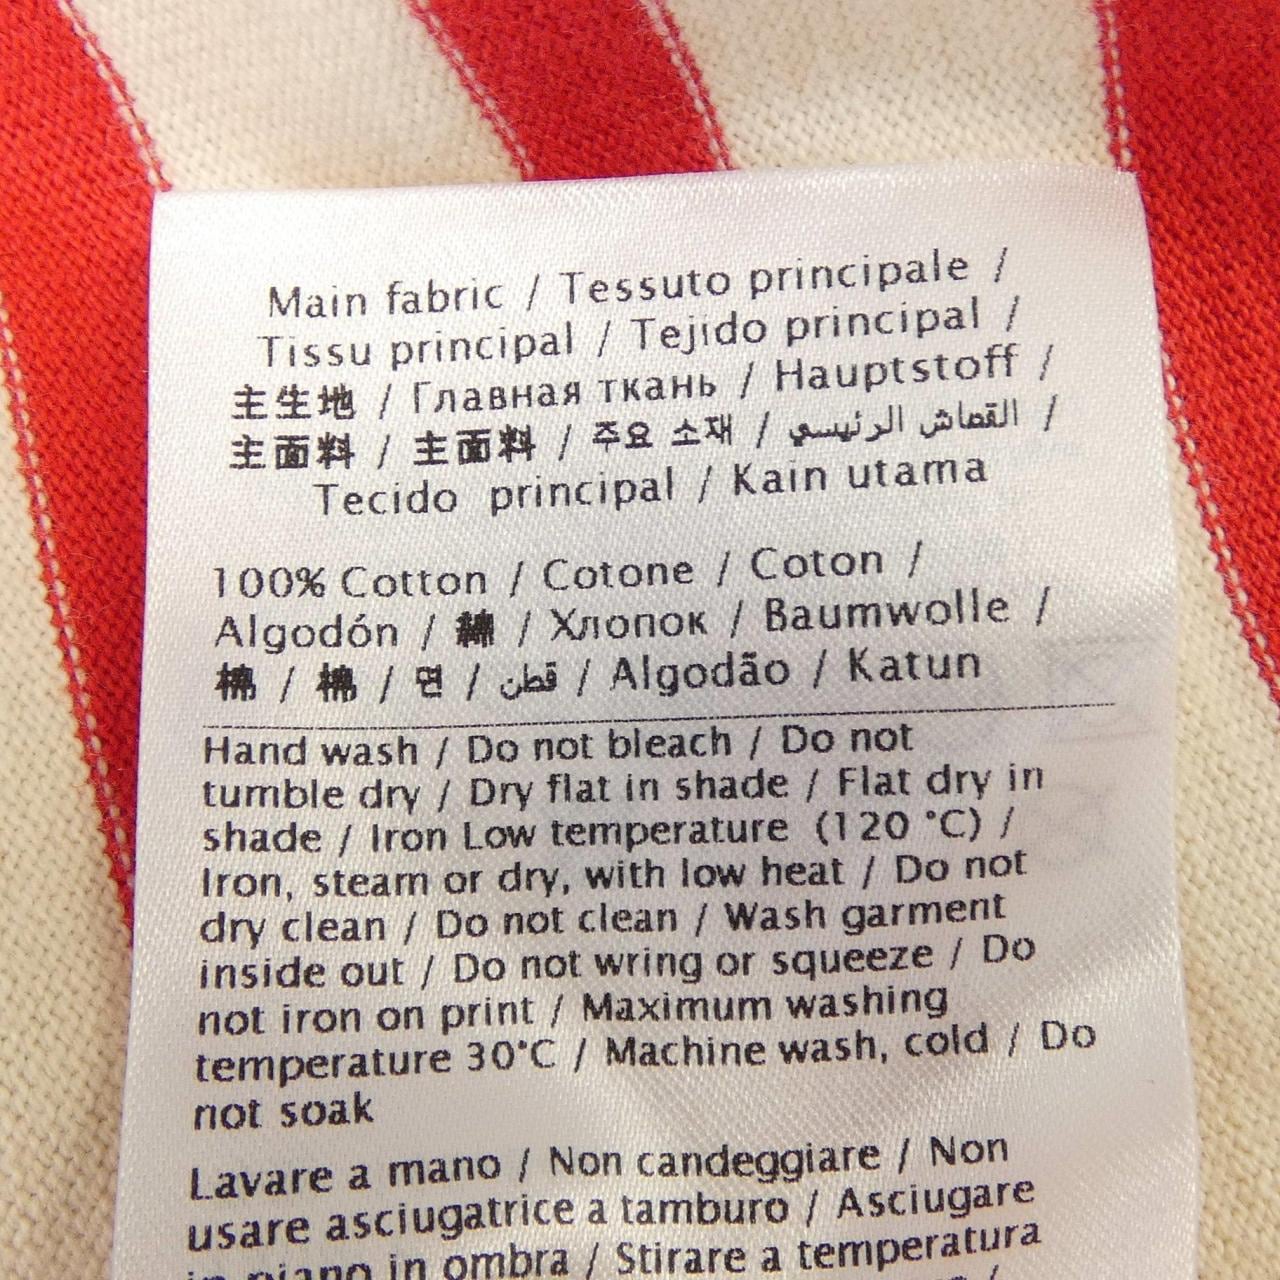 Main fabric / Tessuto principale /
Tissu principal / Tejido principal /
主生地 / Главная ткань / Hauptstoff /
主面料 / 主面料 / 주요 소재 / القماش الرئيسي /
Tecido principal / Kain utama
100% Cotton / Cotone / Coton /
Algodón / 綿 / Хлопок / Baumwolle /
棉 / 棉 / 면 / قطن / Algodão / Katun
Hand wash / Do not bleach / Do not
tumble dry / Dry flat in shade / Flat dry in
shade / Iron Low temperature (120 °C) /
Iron, steam or dry, with low heat / Do not
dry clean / Do not clean / Wash garment
inside out / Do not wring or squeeze / Do
not iron on print / Maximum washing
temperature 30°C / Machine wash, cold / Do
not soak
Lavare a mano / Non candeggiare / Non
usare asciugatrice a tamburo / Asciugare
in piano in ombra / Stirare a temperatura